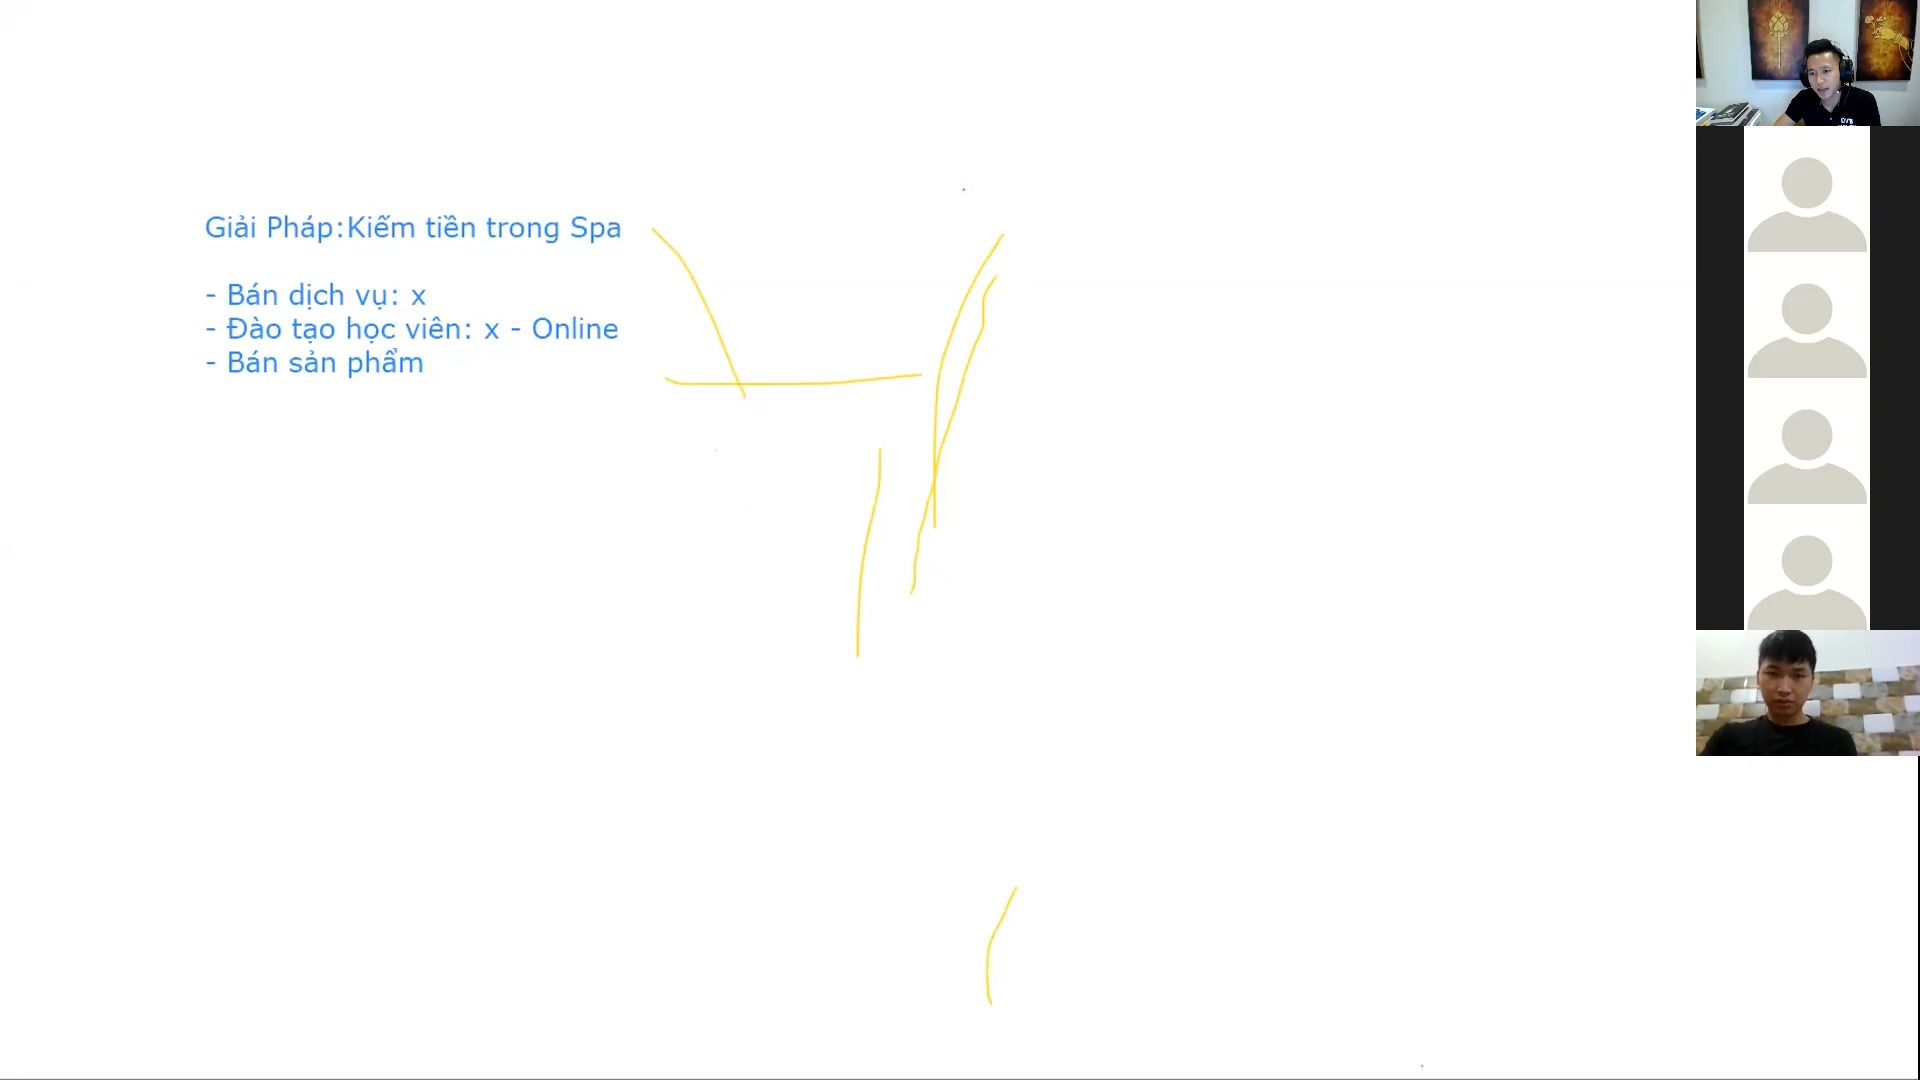 Giải Pháp:Kiếm tiền trong Spa
- Bán dịch vụ: x
- Đào tạo học viên: x - Online
- Bán sản phẩm